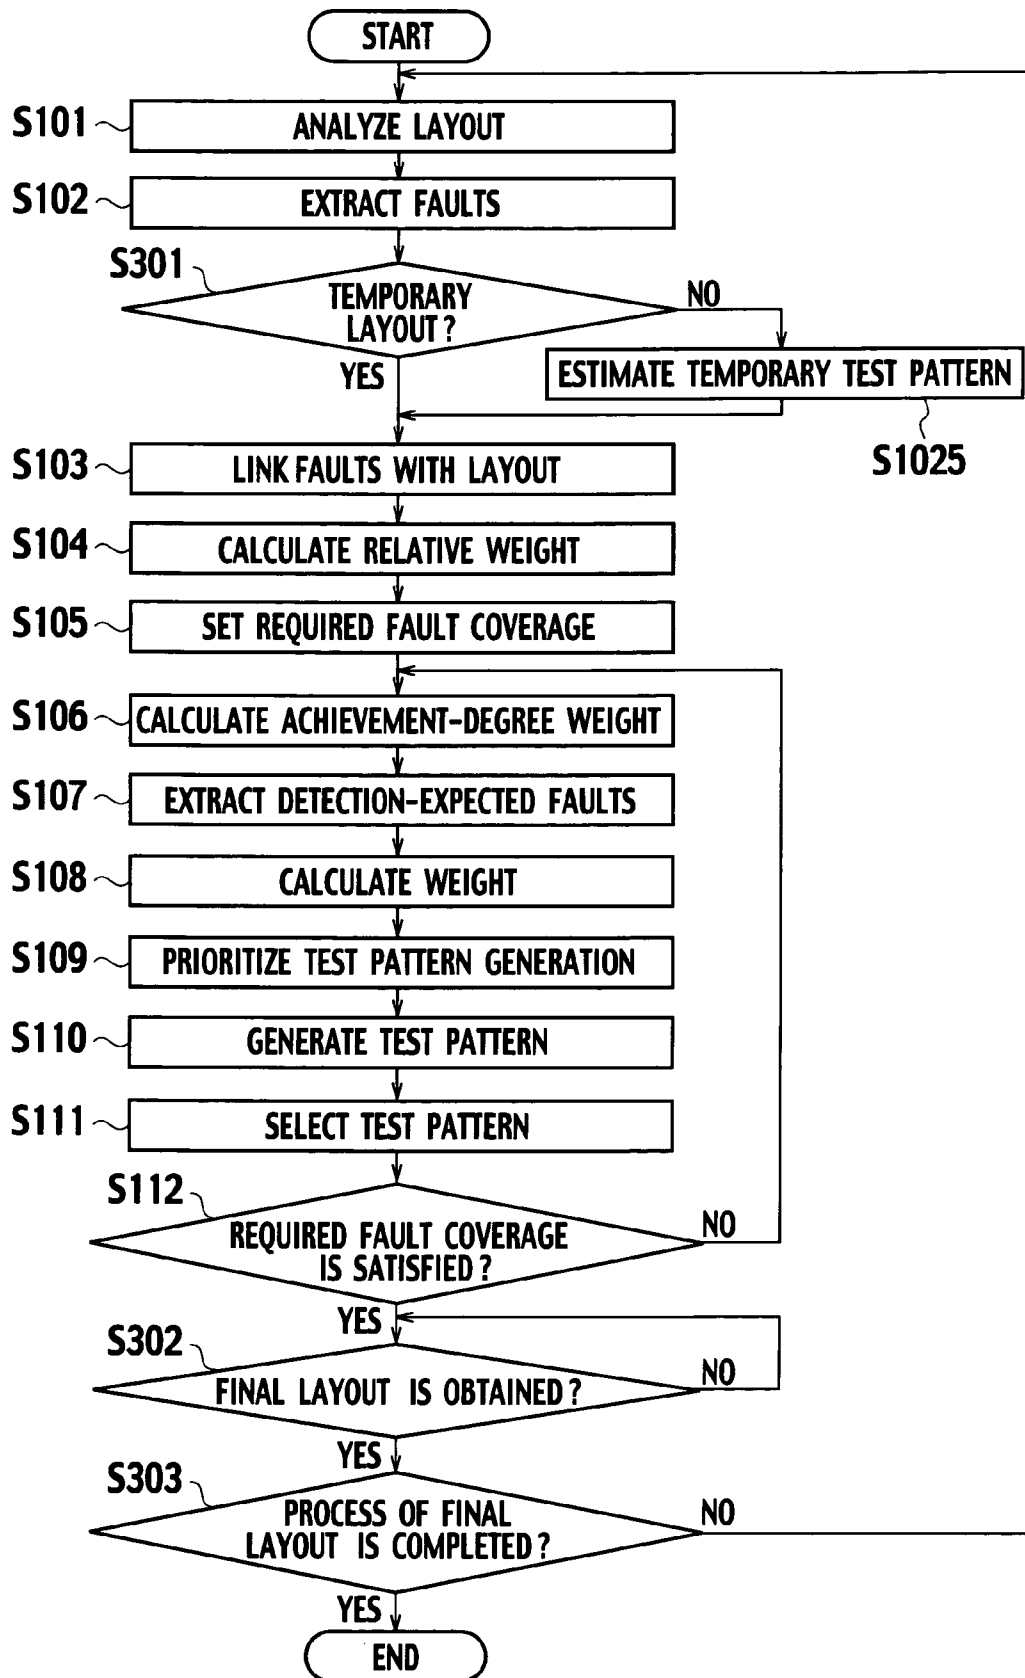 START
S101
ANALYZE LAYOUT
S102
EXTRACT FAULTS
S301
TEMPORARY
LAYOUT?
NO
YES
ESTIMATE TEMPORARY TEST PATTERN
S1025
S103
LINK FAULTS WITH LAYOUT
S104
CALCULATE RELATIVE WEIGHT
S105
SET REQUIRED FAULT COVERAGE
S106
CALCULATE ACHIEVEMENT-DEGREE WEIGHT
S107
EXTRACT DETECTION-EXPECTED FAULTS
S108
CALCULATE WEIGHT
S109
PRIORITIZE TEST PATTERN GENERATION
S110
GENERATE TEST PATTERN
S111
SELECT TEST PATTERN
S112
REQUIRED FAULT COVERAGE
IS SATISFIED?
NO
YES
S302
FINAL LAYOUT IS OBTAINED?
NO
YES
S303
PROCESS OF FINAL
LAYOUT IS COMPLETED?
NO
YES
END